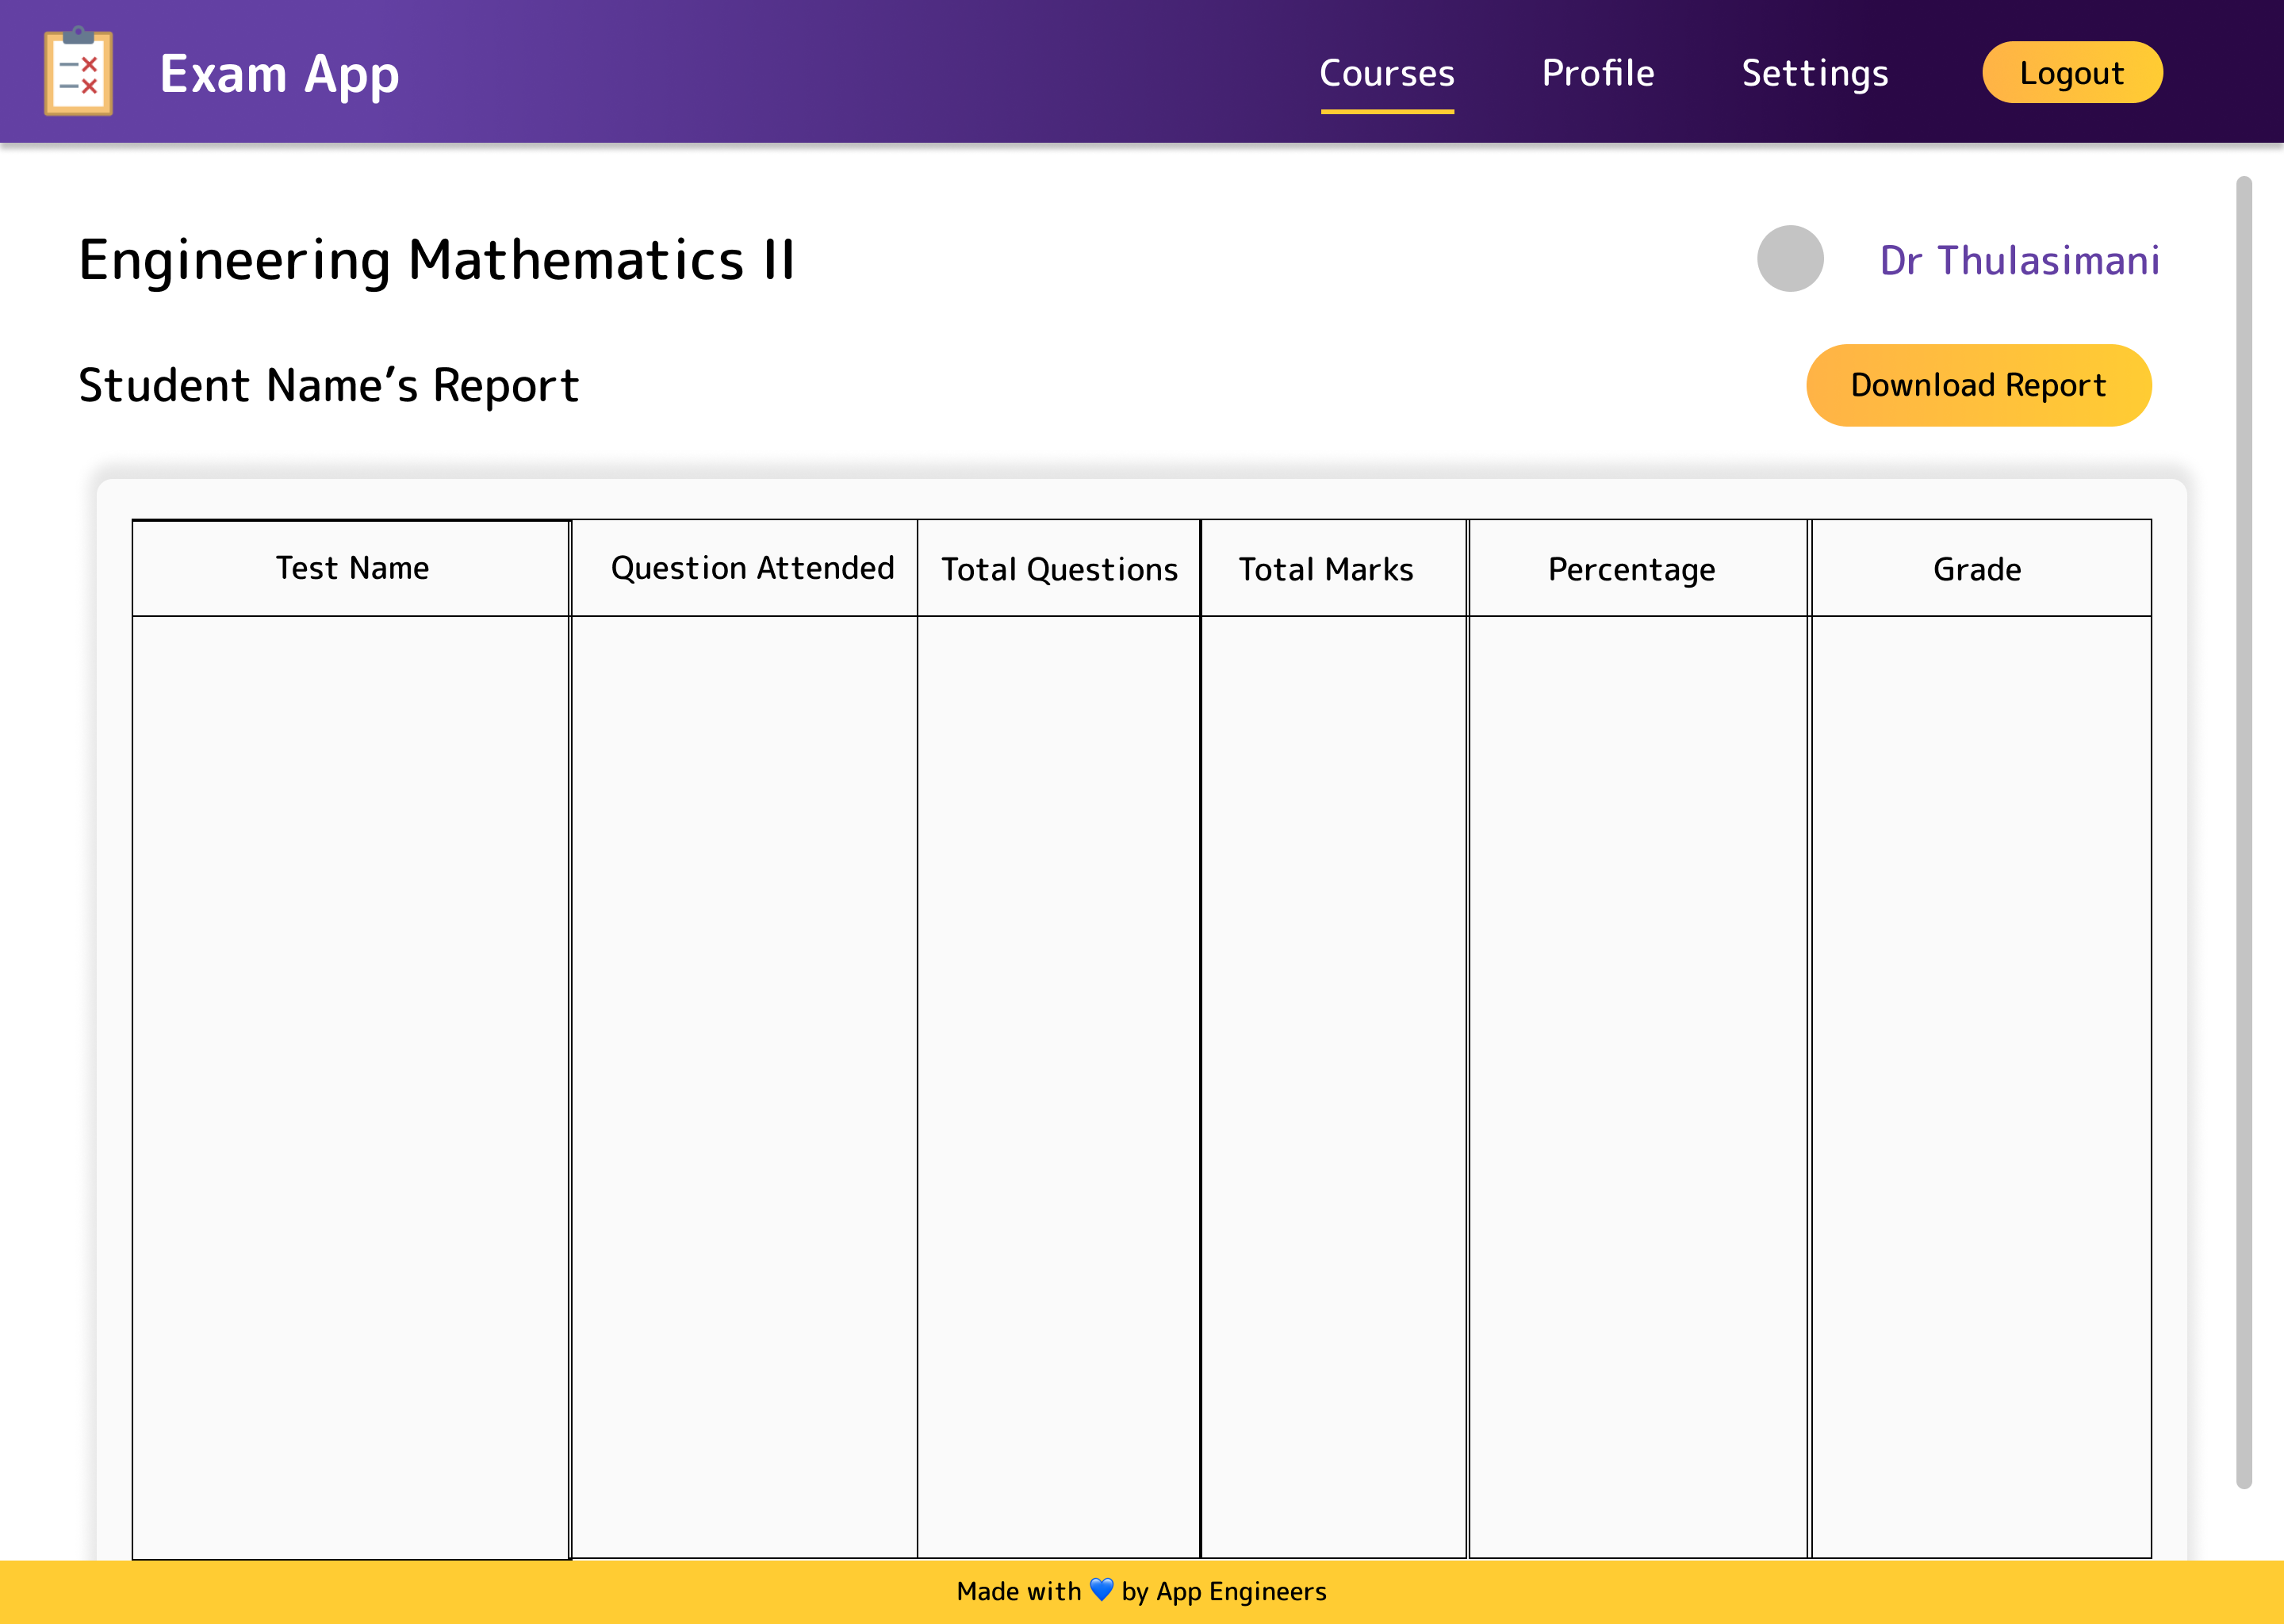 Exam App
Courses
Profile
Settings
Logout
Engineering Mathematics II
Dr Thulasimani
Student Name’s Report
Download Report
Test Name
Question Attended
Total Questions
Total Marks
Percentage
Grade
Made with 💙 by App Engineers